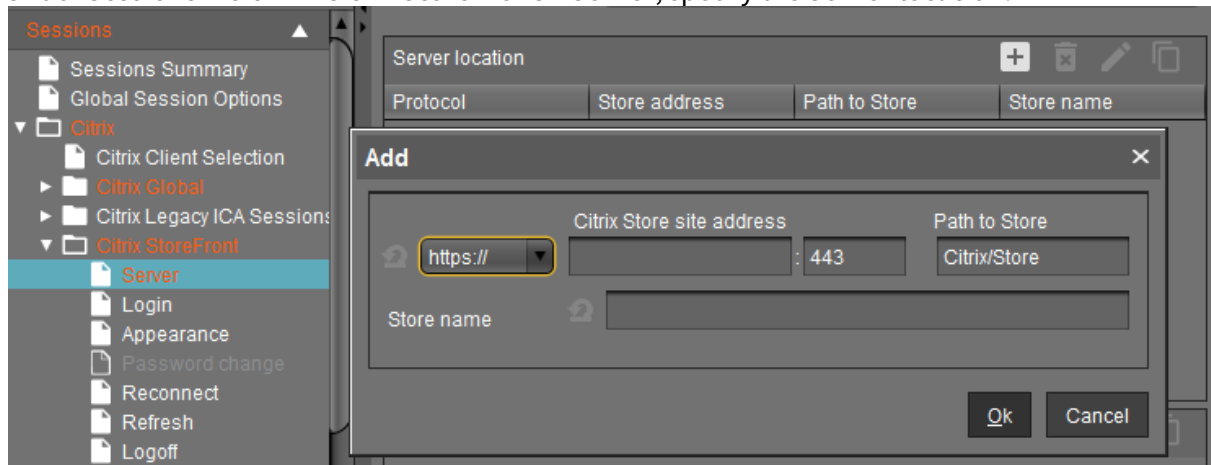 Sessions
Sessions Summary
Global Session Options
Citrix
Citrix Client Selection
Citrix Global
Citrix Legacy ICA Sessions
Citrix StoreFront
Server
Login
Appearance
Password change
Reconnect
Refresh
Logoff
Server location
Protocol Store address Path to Store Store name
Add
Citrix Store site address Path to Store
https:// : 443 Citrix/Store
Store name
Ok Cancel